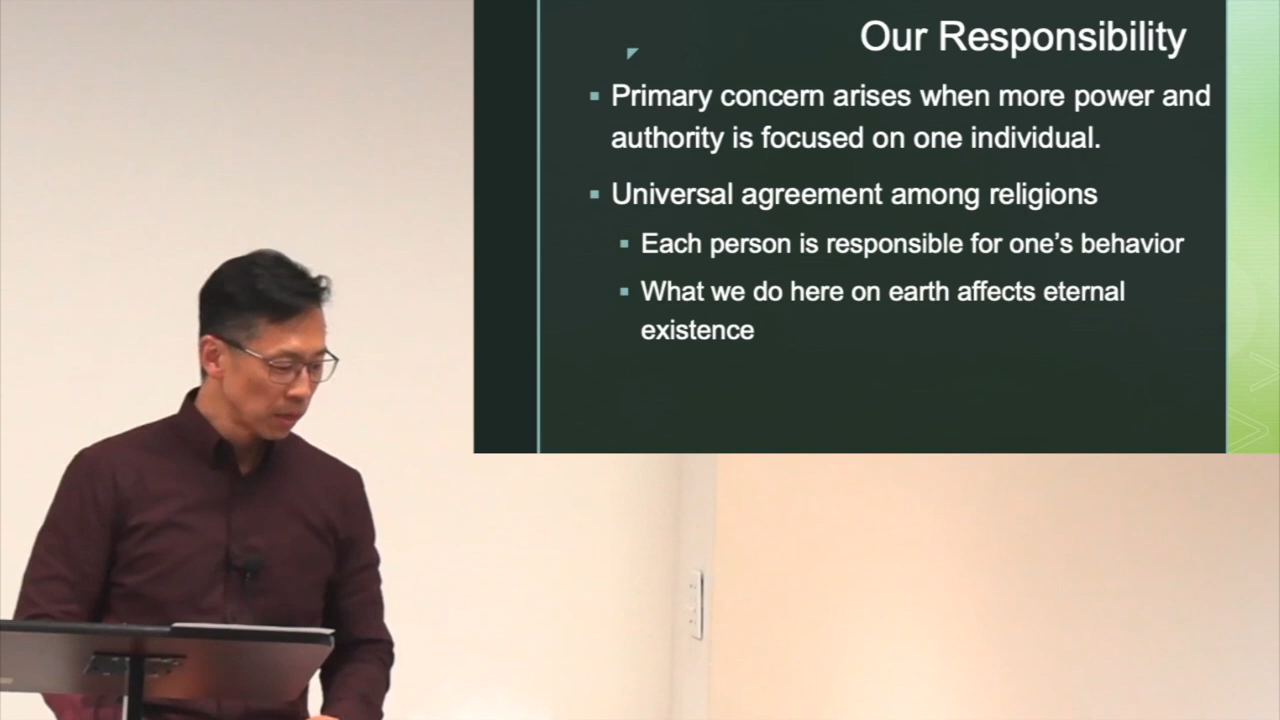 Our Responsibility
Primary concern arises when more power and
authority is focused on one individual.
Universal agreement among religions
Each person is responsible for one’s behavior
What we do here on earth affects eternal
existence